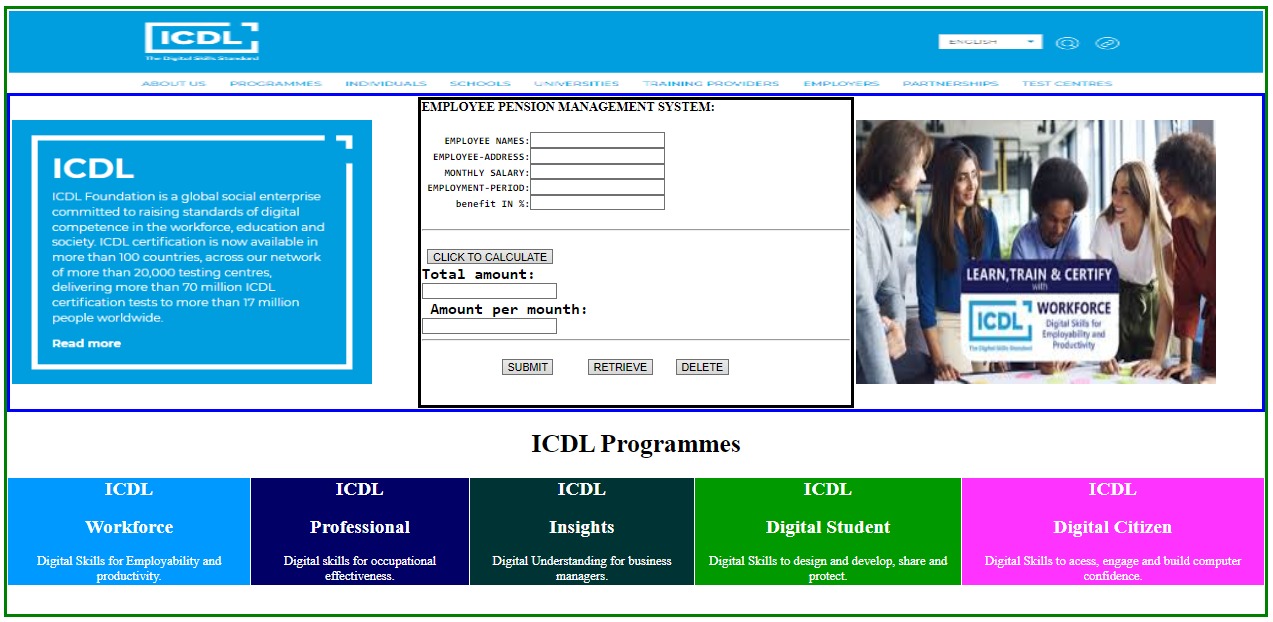 ICDL
The Digital Skills Standard
ENGLISH
ABOUT US PROGRAMMES INDIVIDUALS SCHOOLS UNIVERSITIES TRAINING PROVIDERS EMPLOYERS PARTNERSHIPS TEST CENTRES
ICDL
ICDL Foundation is a global social enterprise
committed to raising standards of digital
competence in the workforce, education and
society. ICDL certification is now available in
more than 100 countries, across our network
of more than 20,000 testing centres,
delivering more than 70 million ICDL
certification tests to more than 17 million
people worldwide.
Read more
EMPLOYEE PENSION MANAGEMENT SYSTEM:
EMPLOYEE NAMES:
EMPLOYEE-ADDRESS:
MONTHLY SALARY:
EMPLOYMENT-PERIOD:
benefit IN %:
CLICK TO CALCULATE
Total amount:
Amount per mounth:
SUBMIT RETRIEVE DELETE
LEARN,TRAIN & CERTIFY
with
ICDL
The Digital Skills Standard
WORKFORCE
Digital Skills for
Employability and
Productivity
ICDL Programmes
ICDL
Workforce
Digital Skills for Employability and
productivity.
ICDL
Professional
Digital skills for occupational
effectiveness.
ICDL
Insights
Digital Understanding for business
managers.
ICDL
Digital Student
Digital Skills to design and develop, share and
protect.
ICDL
Digital Citizen
Digital Skills to acess, engage and build computer
confidence.